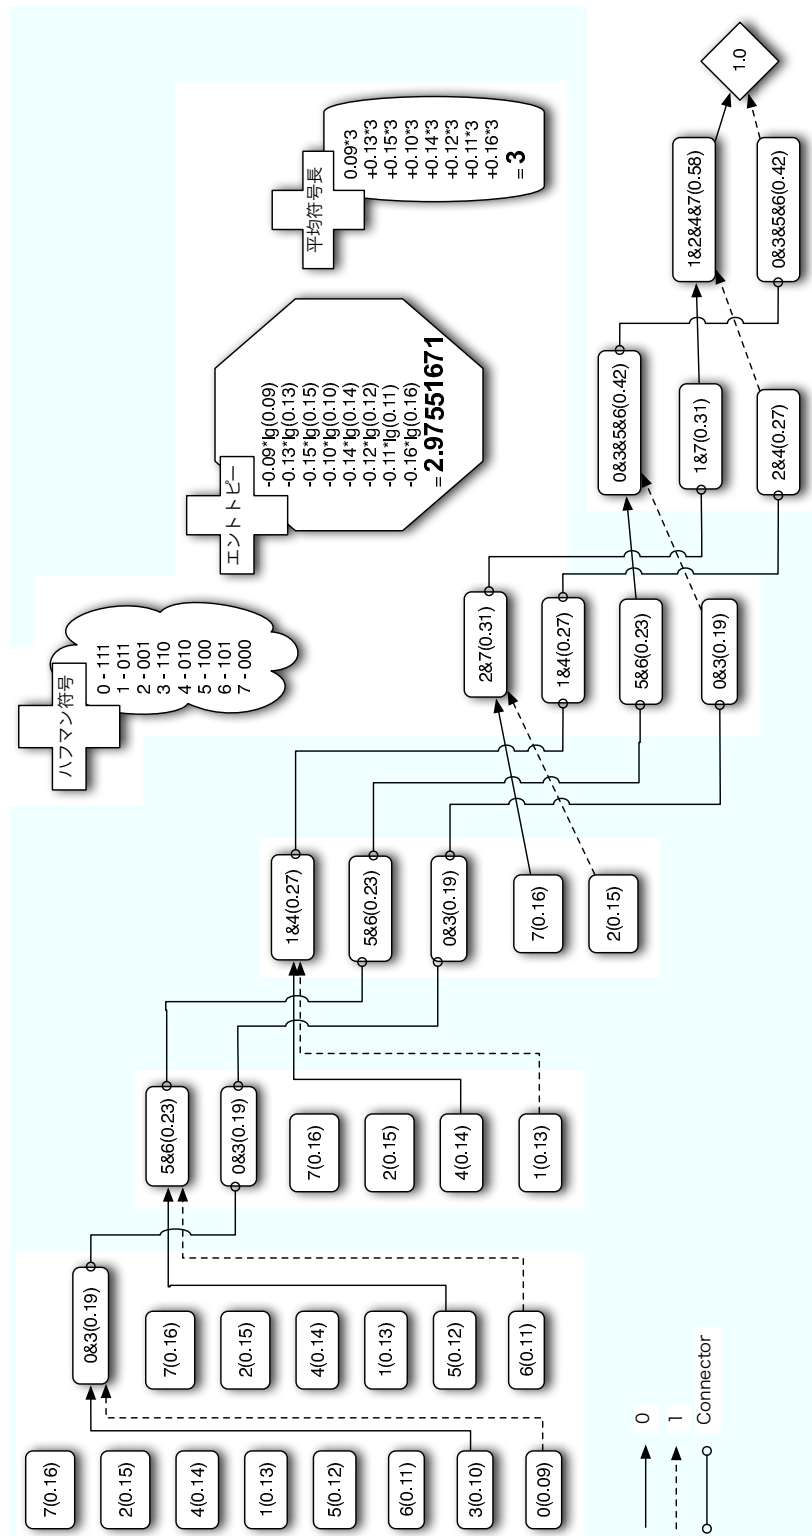 ハフマン符号
0 - 111
1 - 011
2 - 001
3 - 110
4 - 010
5 - 100
6 - 101
7 - 000
エントトピー
-0.09*lg(0.09)
-0.13*lg(0.13)
-0.15*lg(0.15)
-0.10*lg(0.10)
-0.14*lg(0.14)
-0.12*lg(0.12)
-0.11*lg(0.11)
-0.16*lg(0.16)
= 2.97551671
平均符号長
0.09*3
+0.13*3
+0.15*3
+0.10*3
+0.14*3
+0.12*3
+0.11*3
+0.16*3
= 3
7(0.16)
2(0.15)
4(0.14)
1(0.13)
5(0.12)
6(0.11)
3(0.10)
0(0.09)
0&3(0.19)
7(0.16)
2(0.15)
4(0.14)
1(0.13)
5(0.12)
6(0.11)
5&6(0.23)
0&3(0.19)
7(0.16)
2(0.15)
4(0.14)
1(0.13)
1&4(0.27)
5&6(0.23)
0&3(0.19)
7(0.16)
2(0.15)
2&7(0.31)
1&4(0.27)
5&6(0.23)
0&3(0.19)
0&3&5&6(0.42)
1&7(0.31)
2&4(0.27)
1&2&4&7(0.58)
0&3&5&6(0.42)
1.0
0
1
Connector